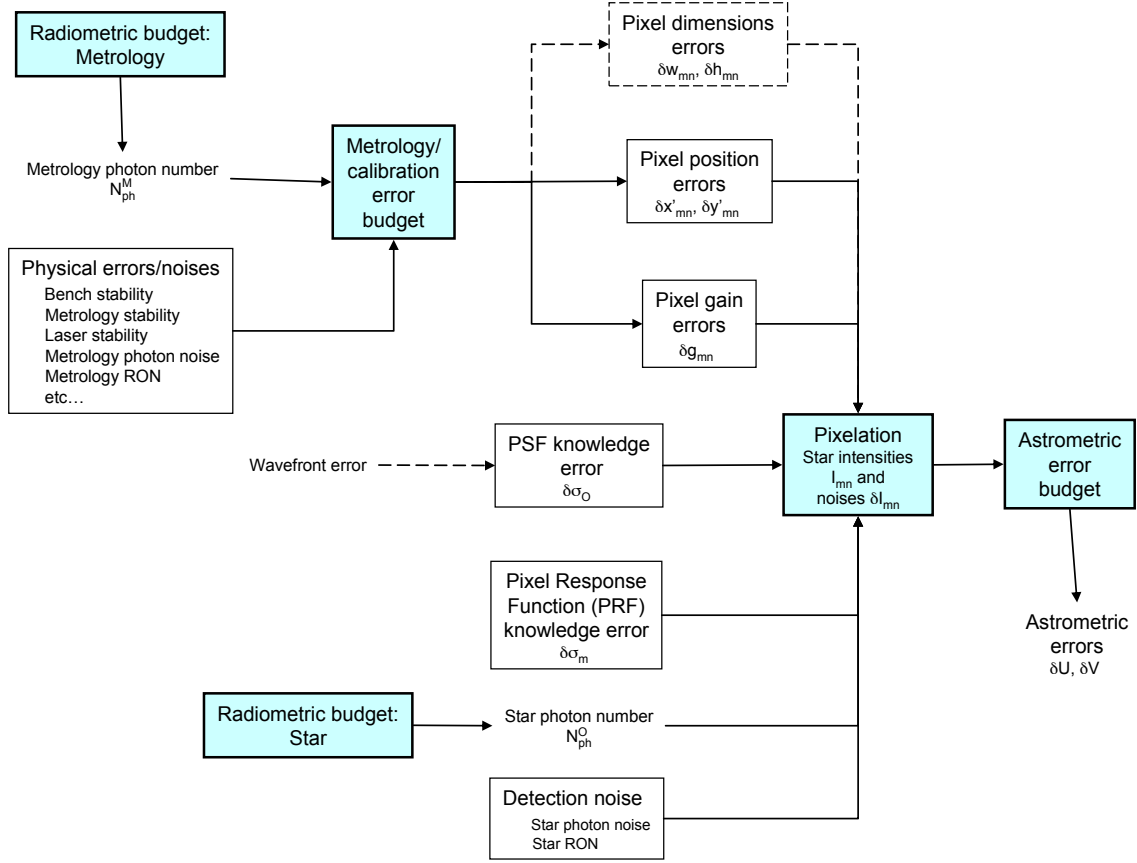 Radiometric budget:
Metrology
Metrology photon number
N_ph^M
Physical errors/noises
Bench stability
Metrology stability
Laser stability
Metrology photon noise
Metrology RON
etc…
Metrology/
calibration
error
budget
Pixel dimensions
errors
δw_mn, δh_mn
Pixel position
errors
δx'_mn, δy'_mn
Pixel gain
errors
δg_mn
Wavefront error
PSF knowledge
error
δσ_O
Pixel Response
Function (PRF)
knowledge error
δσ_m
Radiometric budget:
Star
Star photon number
N_ph^O
Detection noise
Star photon noise
Star RON
Pixelation
Star intensities
I_mn and
noises δI_mn
Astrometric
error
budget
Astrometric
errors
δU, δV